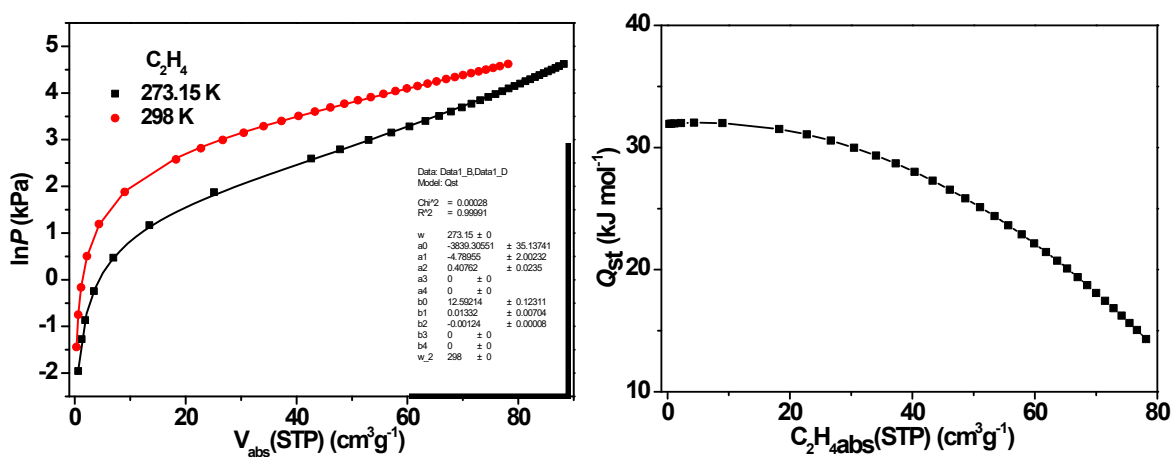 C2H4
273.15 K
298 K
lnP (kPa)
5
4
3
2
1
0
-1
-2
0 20 40 60 80
Vabs(STP) (cm3g-1)
Data: Data1_B,Data1_D
Model: Qst
Chi^2 = 0.00028
R^2 = 0.99991
w 273.15 ± 0
a0 -3839.30551 ± 35.13741
a1 -4.78955 ± 2.00232
a2 0.40762 ± 0.0235
a3 0 ± 0
a4 0 ± 0
b0 12.59214 ± 0.12311
b1 0.01332 ± 0.00704
b2 -0.00124 ± 0.00008
b3 0 ± 0
b4 0 ± 0
w_2 298 ± 0
Qst (kJ mol-1)
40
30
20
10
0 20 40 60 80
C2H4abs(STP) (cm3g-1)